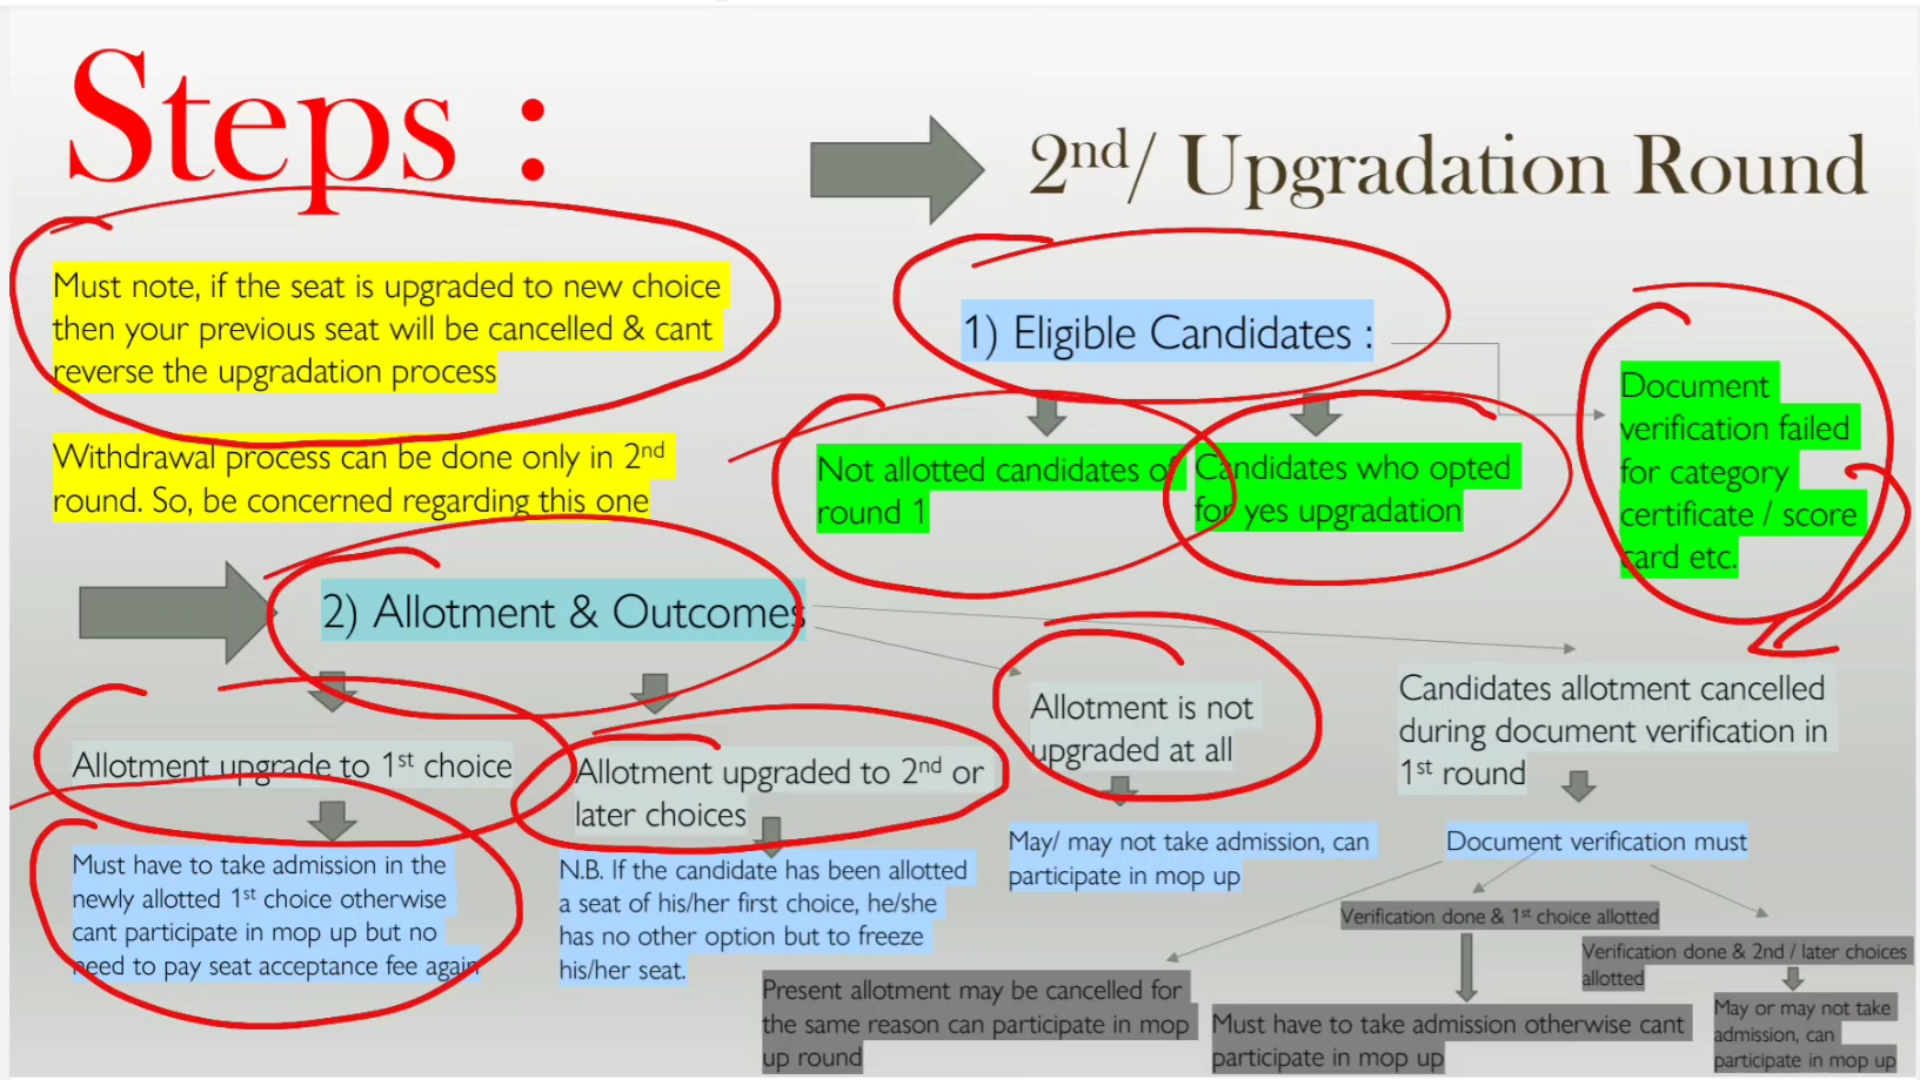 Steps :
2nd/ Upgradation Round
Must note, if the seat is upgraded to new choice
then your previous seat will be cancelled & cant
reverse the upgradation process
Withdrawal process can be done only in 2nd
round. So, be concerned regarding this one
1) Eligible Candidates :
Not allotted candidates of
round 1
Candidates who opted
for yes upgradation
Document
verification failed
for category
certificate / score
card etc.
2) Allotment & Outcomes
Allotment upgrade to 1st choice
Must have to take admission in the
newly allotted 1st choice otherwise
cant participate in mop up but no
need to pay seat acceptance fee again
Allotment upgraded to 2nd or
later choices
N.B. If the candidate has been allotted
a seat of his/her first choice, he/she
has no other option but to freeze
his/her seat.
Allotment is not
upgraded at all
May/ may not take admission, can
participate in mop up
Candidates allotment cancelled
during document verification in
1st round
Document verification must
Present allotment may be cancelled for
the same reason can participate in mop
up round
Verification done & 1st choice allotted
Must have to take admission otherwise cant
participate in mop up
Verification done & 2nd / later choices
allotted
May or may not take
admission, can
participate in mop up